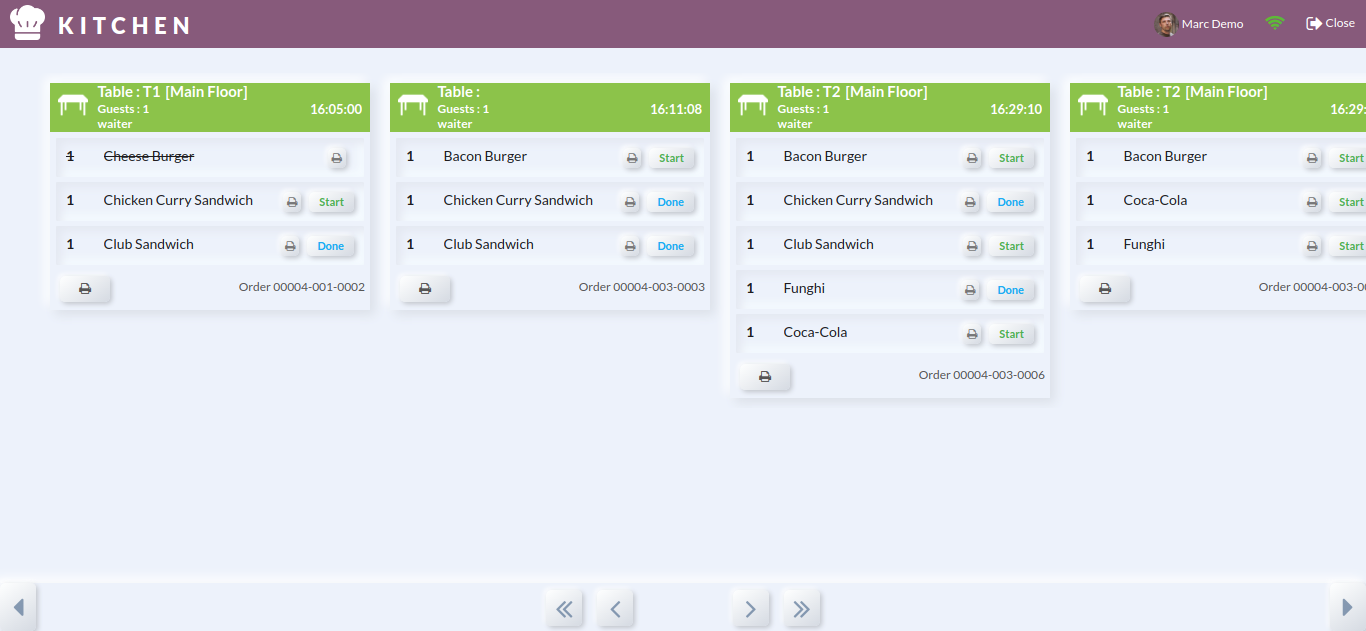 KITCHEN
Marc Demo
Close
Table : T1 [Main Floor]
Guests : 1
16:05:00
waiter
1 Cheese Burger
1 Chicken Curry Sandwich Start
1 Club Sandwich Done
Order 00004-001-0002
Table :
Guests : 1
16:11:08
waiter
1 Bacon Burger Start
1 Chicken Curry Sandwich Done
1 Club Sandwich Done
Order 00004-003-0003
Table : T2 [Main Floor]
Guests : 1
16:29:10
waiter
1 Bacon Burger Start
1 Chicken Curry Sandwich Done
1 Club Sandwich Start
1 Funghi Done
1 Coca-Cola Start
Order 00004-003-0006
Table : T2 [Main Floor]
Guests : 1
16:29:
waiter
1 Bacon Burger Start
1 Coca-Cola Start
1 Funghi Start
Order 00004-003-00